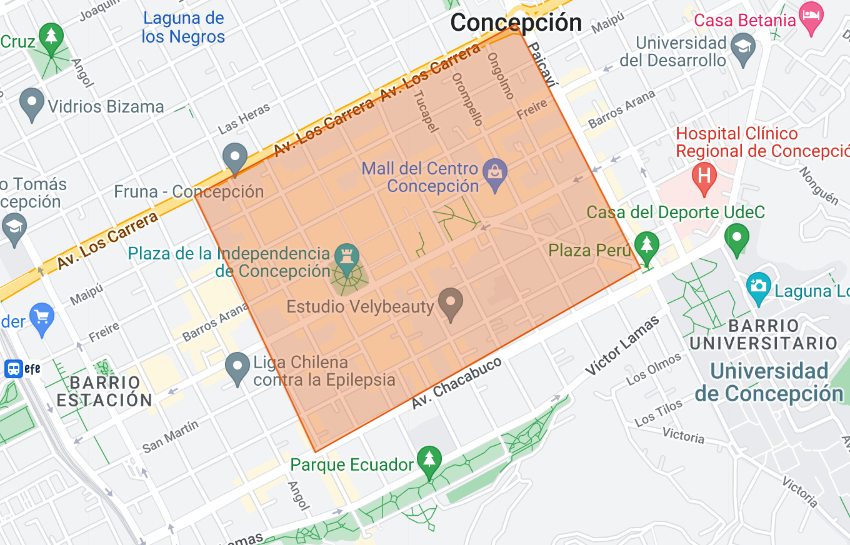 Laguna de
los Negros
Concepción
Casa Betania
Cruz
Joaquín
Angol
Maipú
Paicaví
Universidad
del Desarrollo
Vidrios Bizama
Las Heras
Av. Los Carrera
Av. Los Carrera
Tucapel
Orompello
Ongolmo
Freire
Barros Arana
Hospital Clínico
Regional de Concepció
Nonguén
o Tomás
cepción
Fruna - Concepción
Mall del Centro
Concepción
Av. Los Carrera
Casa del Deporte UdeC
Plaza Perú
Plaza de la Independencia
de Concepción
Maipú
Freire
Barros Arana
Estudio Velybeauty
Laguna Lo
der
efe
BARRIO
ESTACIÓN
Liga Chilena
contra la Epilepsia
Av. Chacabuco
Víctor Lamas
BARRIO
UNIVERSITARIO
Universidad
de Concepción
Los Olmos
Los Tilos
Victoria
San Martín
Parque Ecuador
Angol
Victoria
Lamas
H